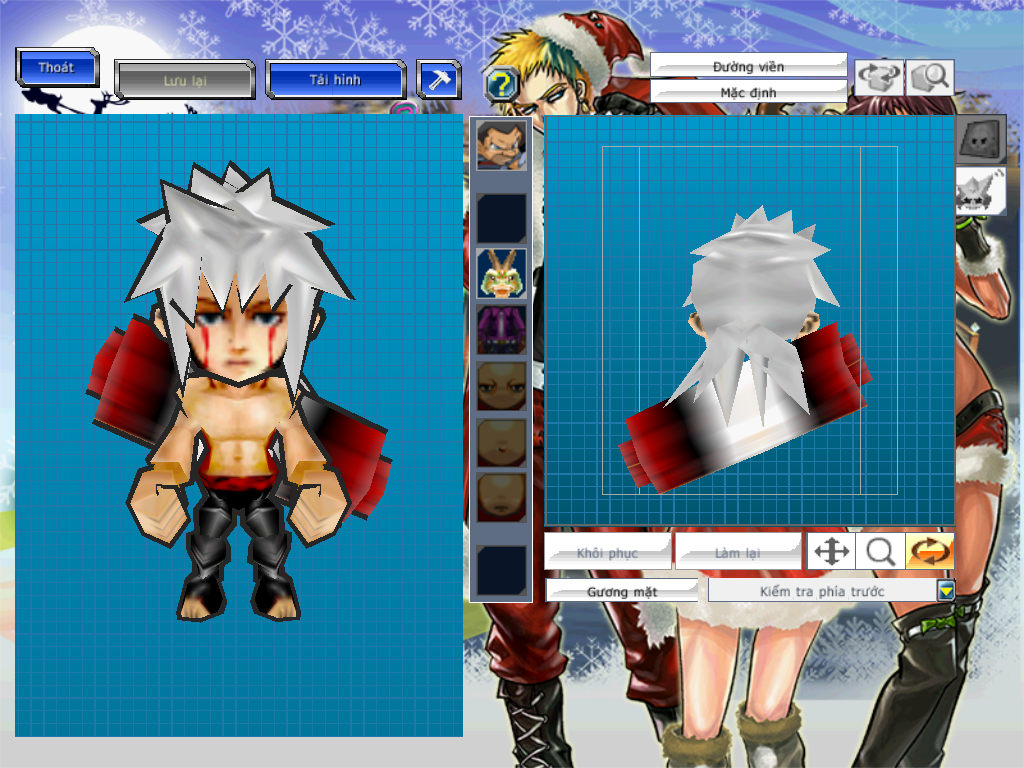 Thoát
Lưu lại
Tải hình
Đường viền
Mặc định
Khôi phục
Làm lại
Gương mặt
Kiểm tra phía trước